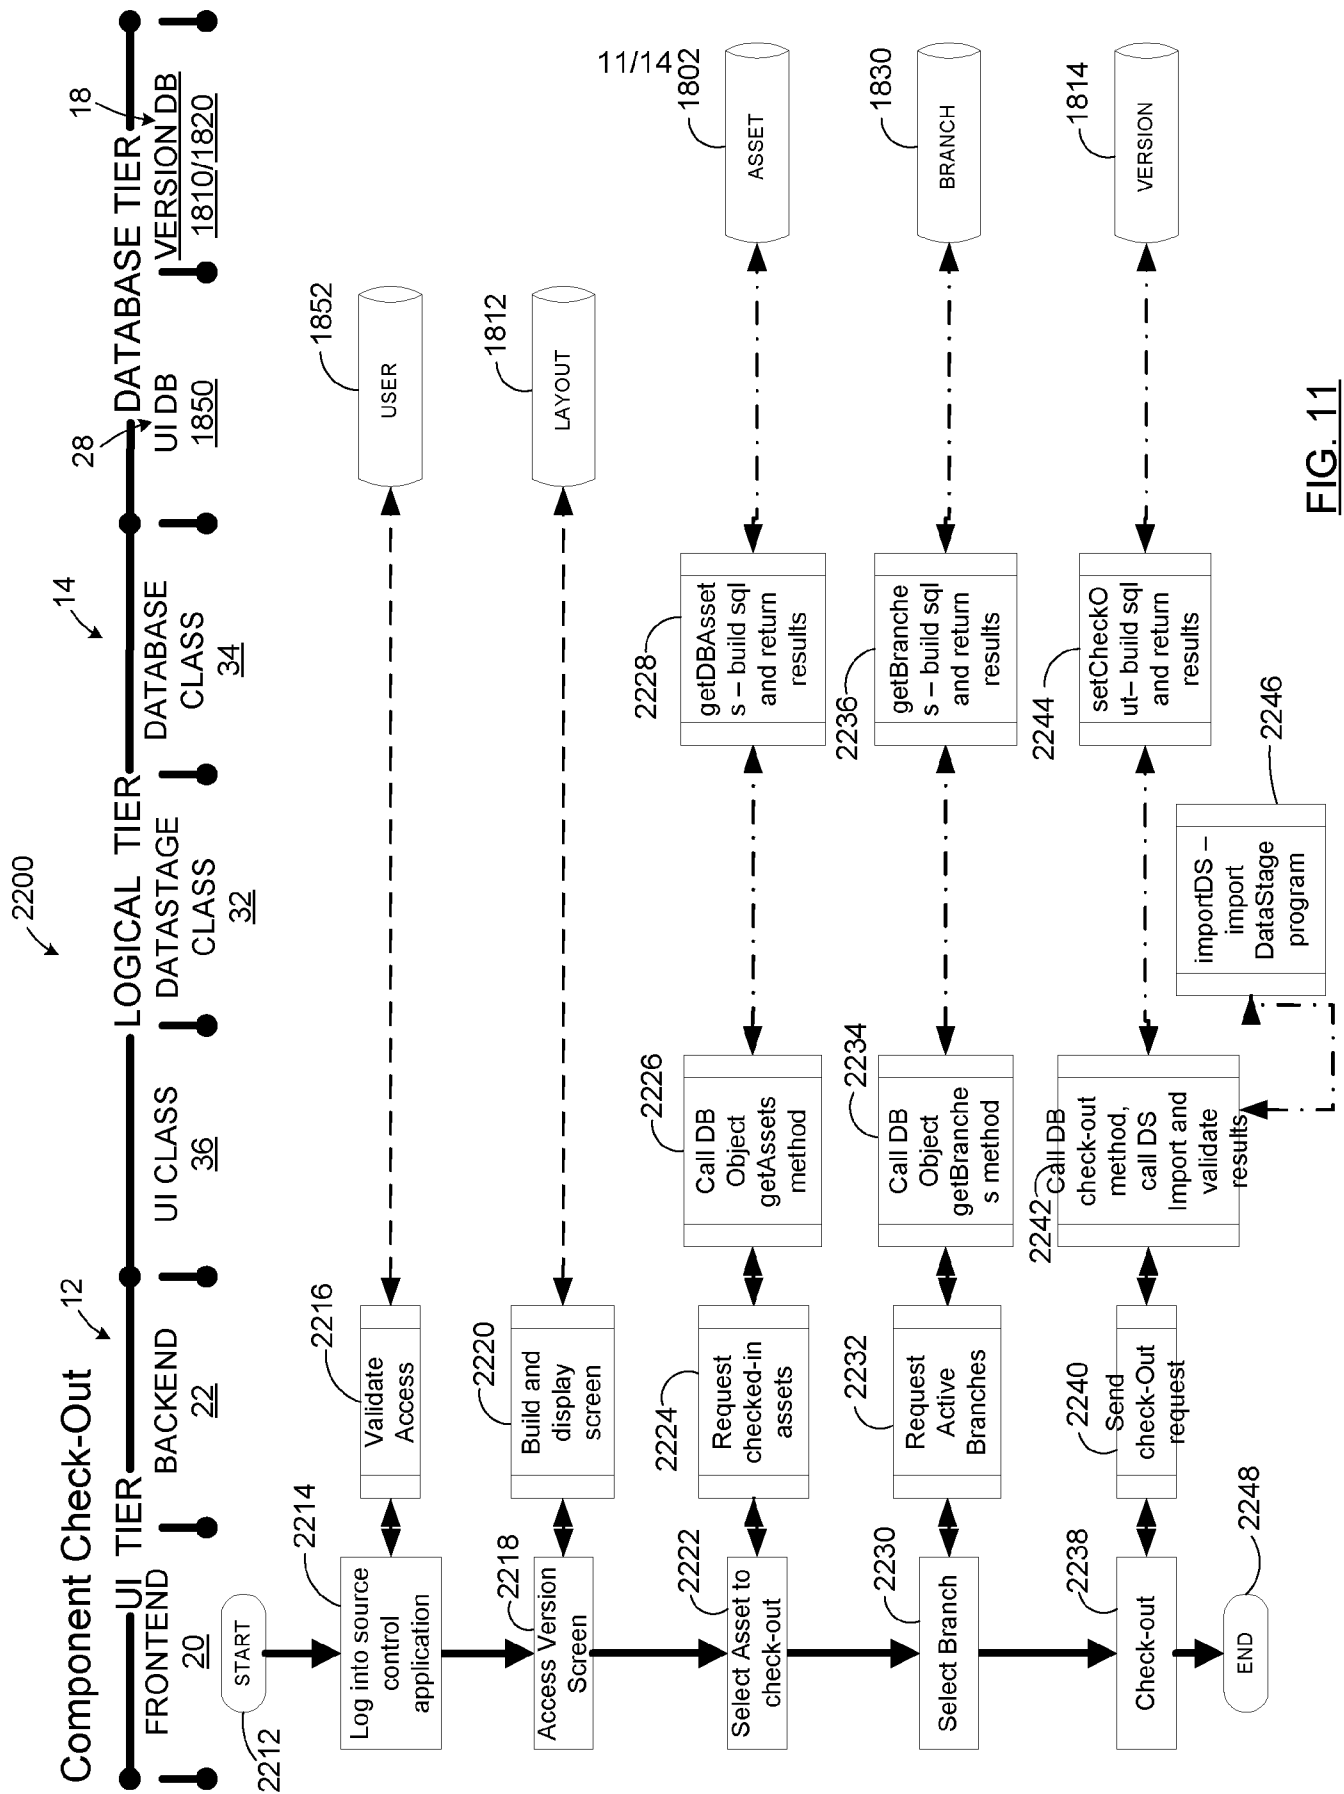 Component Check-Out
2200
12
14
28
18
UI TIER
LOGICAL TIER
DATABASE TIER
FRONTEND
20
BACKEND
22
UI CLASS
36
DATASTAGE
CLASS
32
DATABASE
CLASS
34
UI DB
1850
VERSION DB
1810/1820
2212
START
2214
Log into source
control
application
2216
Validate
Access
1852
USER
2218
Access Version
Screen
2220
Build and
display
screen
1812
LAYOUT
11/14
2222
Select Asset to
check-out
2224
Request
checked-in
assets
2226
Call DB
Object
getAssets
method
2228
getDBAsset
s – build sql
and return
results
1802
ASSET
2230
Select Branch
2232
Request
Active
Branches
2234
Call DB
Object
getBranche
s method
2236
getBranche
s – build sql
and return
results
1830
BRANCH
2238
Check-out
2240
Send
check-Out
request
2242
Call DB
check-out
method,
call DS
Import and
validate
results
2244
setCheckO
ut– build sql
and return
results
1814
VERSION
2246
importDS –
import
DataStage
program
2248
END
FIG. 11